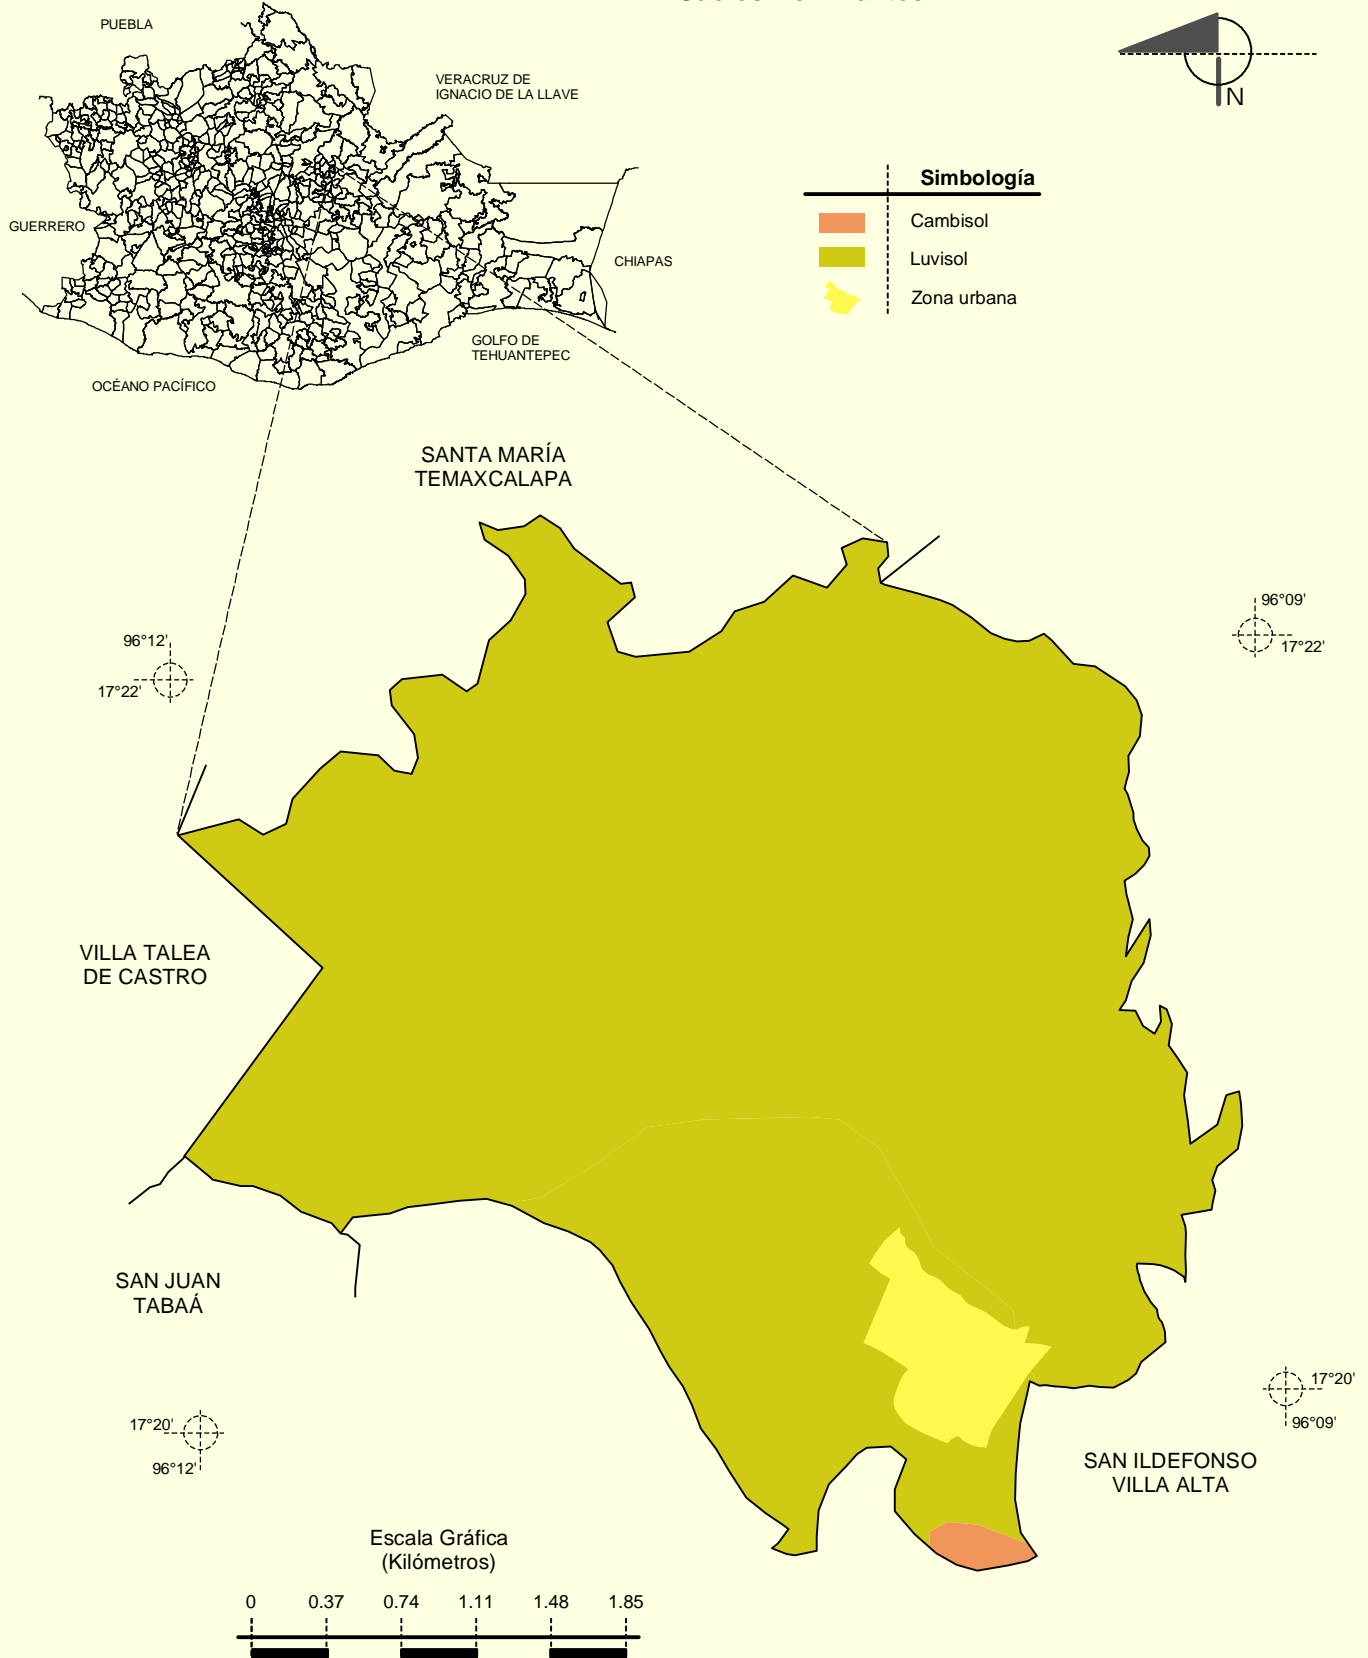 PUEBLA
VERACRUZ DE
IGNACIO DE LA LLAVE
N
Simbología
Cambisol
Luvisol
Zona urbana
GUERRERO
CHIAPAS
GOLFO DE
TEHUANTEPEC
OCÉANO PACÍFICO
SANTA MARÍA
TEMAXCALAPA
96°09'
17°22'
96°12'
17°22'
VILLA TALEA
DE CASTRO
SAN JUAN
TABAÁ
17°20'
96°09'
17°20'
96°12'
SAN ILDEFONSO
VILLA ALTA
Escala Gráfica
(Kilómetros)
0 0.37 0.74 1.11 1.48 1.85